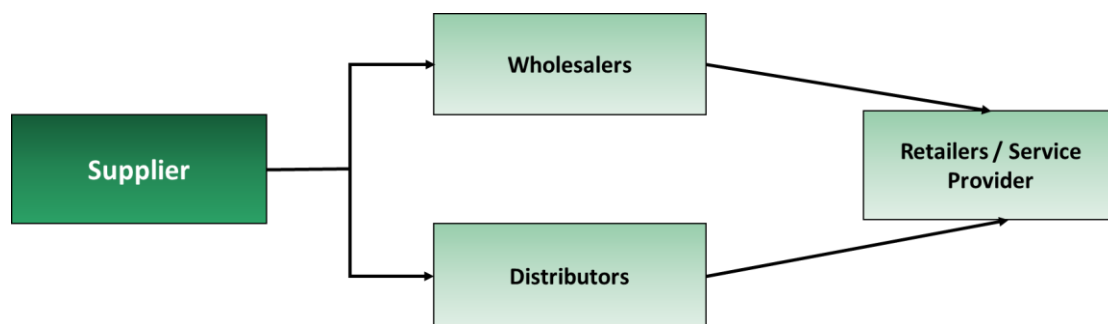 Supplier
Wholesalers
Distributors
Retailers / Service
Provider